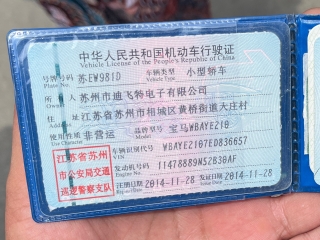 中华人民共和国机动车行驶证
Vehicle License of the People's Republic of China
号牌号码 苏EW981D 车辆类型 小型轿车
Plate No. Vehicle Type
所有人 苏州市迪飞特电子有限公司
Owner
住址 江苏省苏州市相城区黄桥街道大庄村
Address
使用性质 非营运 品牌型号 宝马WBAYE210
Use Character Model
江苏省苏州 车辆识别代号 WBAYE2107ED836657
VIN
市公安局交通 发动机号码 11478889N52B30AF
Engine No.
巡逻警察支队 注册日期 2014-11-28 发证日期 2014-11-28
Register Date Issue Date